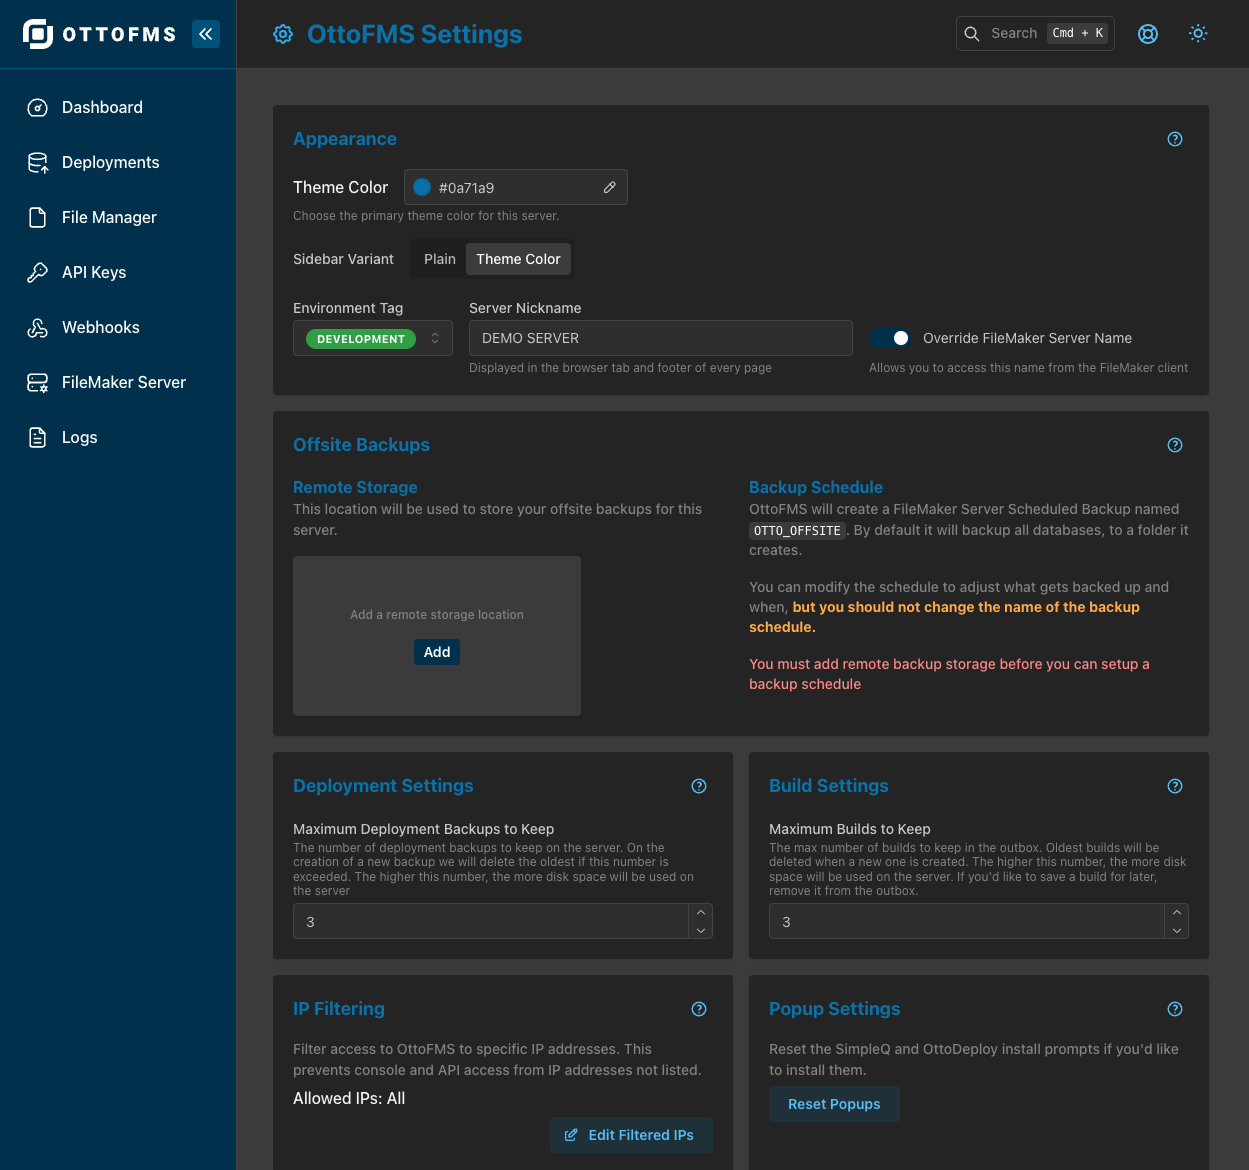 OTTOFMS
OttoFMS Settings
Search Cmd + K
Dashboard
Deployments
File Manager
API Keys
Webhooks
FileMaker Server
Logs
Appearance
Theme Color #0a71a9
Choose the primary theme color for this server.
Sidebar Variant Plain Theme Color
Environment Tag
DEVELOPMENT
Server Nickname
DEMO SERVER
Displayed in the browser tab and footer of every page
Override FileMaker Server Name
Allows you to access this name from the FileMaker client
Offsite Backups
Remote Storage
This location will be used to store your offsite backups for this
server.
Add a remote storage location
Add
Backup Schedule
OttoFMS will create a FileMaker Server Scheduled Backup named
OTTO_OFFSITE. By default it will backup all databases, to a folder it
creates.
You can modify the schedule to adjust what gets backed up and
when, but you should not change the name of the backup
schedule.
You must add remote backup storage before you can setup a
backup schedule
Deployment Settings
Maximum Deployment Backups to Keep
The number of deployment backups to keep on the server. On the
creation of a new backup we will delete the oldest if this number is
exceeded. The higher this number, the more disk space will be used on
the server
3
Build Settings
Maximum Builds to Keep
The max number of builds to keep in the outbox. Oldest builds will be
deleted when a new one is created. The higher this number, the more disk
space will be used on the server. If you'd like to save a build for later,
remove it from the outbox.
3
IP Filtering
Filter access to OttoFMS to specific IP addresses. This
prevents console and API access from IP addresses not listed.
Allowed IPs: All
Edit Filtered IPs
Popup Settings
Reset the SimpleQ and OttoDeploy install prompts if you'd like
to install them.
Reset Popups